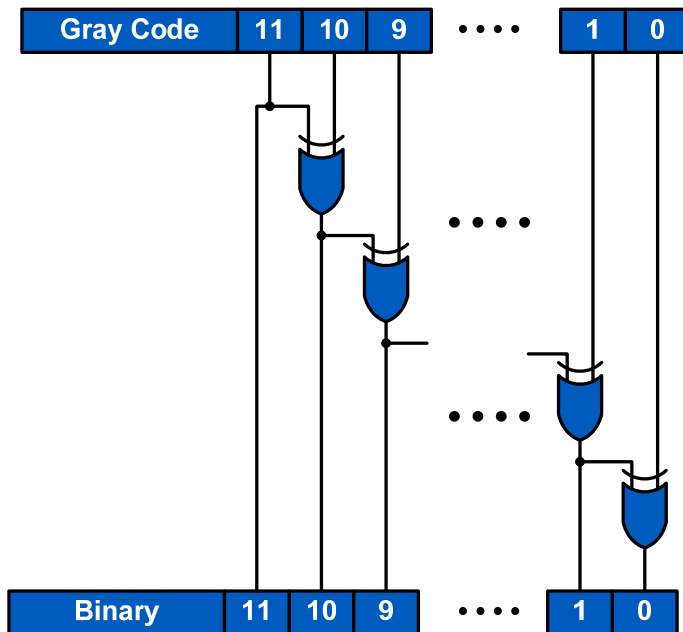 Gray Code 11 10 9 •••• 1 0
Binary 11 10 9 •••• 1 0